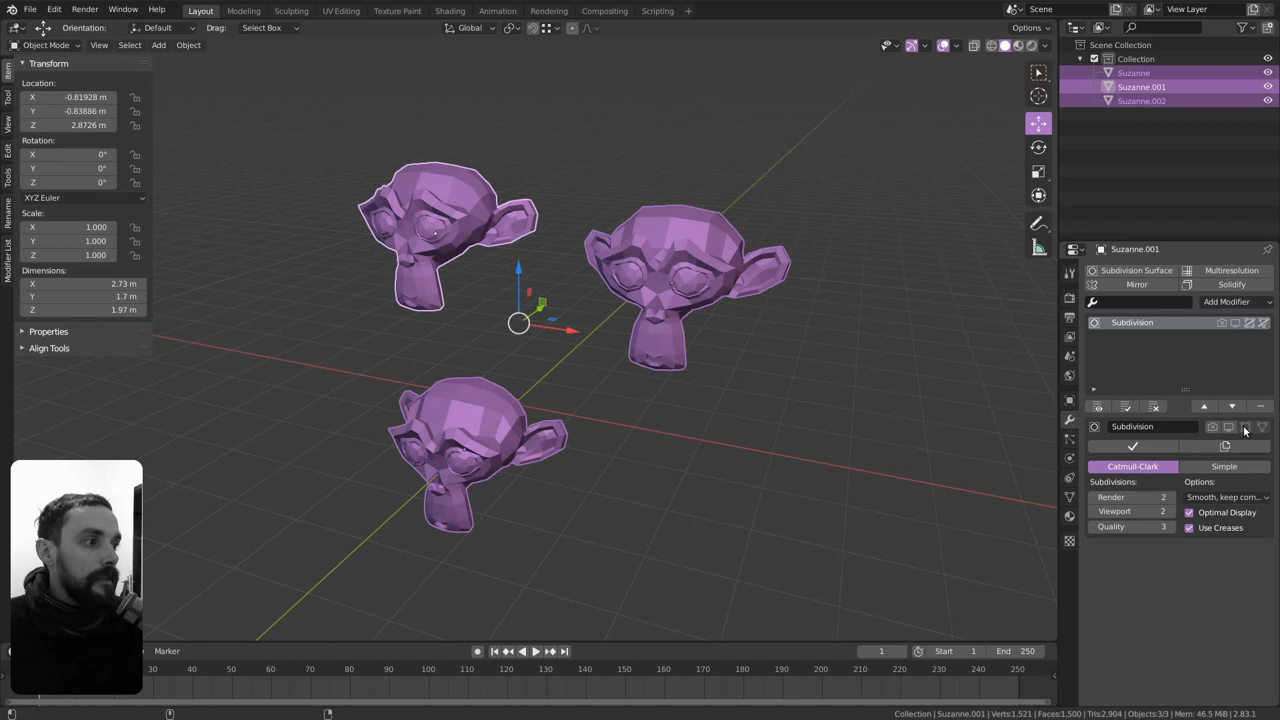 File Edit Render Window Help Layout Modeling Sculpting UV Editing Texture Paint Shading Animation Rendering Compositing Scripting + Scene View Layer
Orientation: Default Drag: Select Box Global Options
Object Mode View Select Add Object
Item
Tool
View
Edit
Tools
Rename
Modifier List
Transform
Location:
X -0.81928 m
Y -0.83886 m
Z 2.8726 m
Rotation:
X 0°
Y 0°
Z 0°
XYZ Euler
Scale:
X 1.000
Y 1.000
Z 1.000
Dimensions:
X 2.73 m
Y 1.7 m
Z 1.97 m
Properties
Align Tools
Scene Collection
Collection
Suzanne
Suzanne.001
Suzanne.002
Suzanne.001
Subdivision Surface Multiresolution
Mirror Solidify
Add Modifier
Subdivision
Subdivision
Catmull-Clark Simple
Subdivisions: Options:
Render 2 Smooth, keep corn...
Viewport 2 Optimal Display
Quality 3 Use Creases
Marker 1 Start 1 End 250
30 40 50 60 70 80 90 100 110 120 130 140 150 160 170 180 190 200 210 220 230 240 250
Collection | Suzanne.001 | Verts:1,521 | Faces:1,500 | Tris:2,904 | Objects:3/3 | Mem: 46.5 MiB | 2.83.1